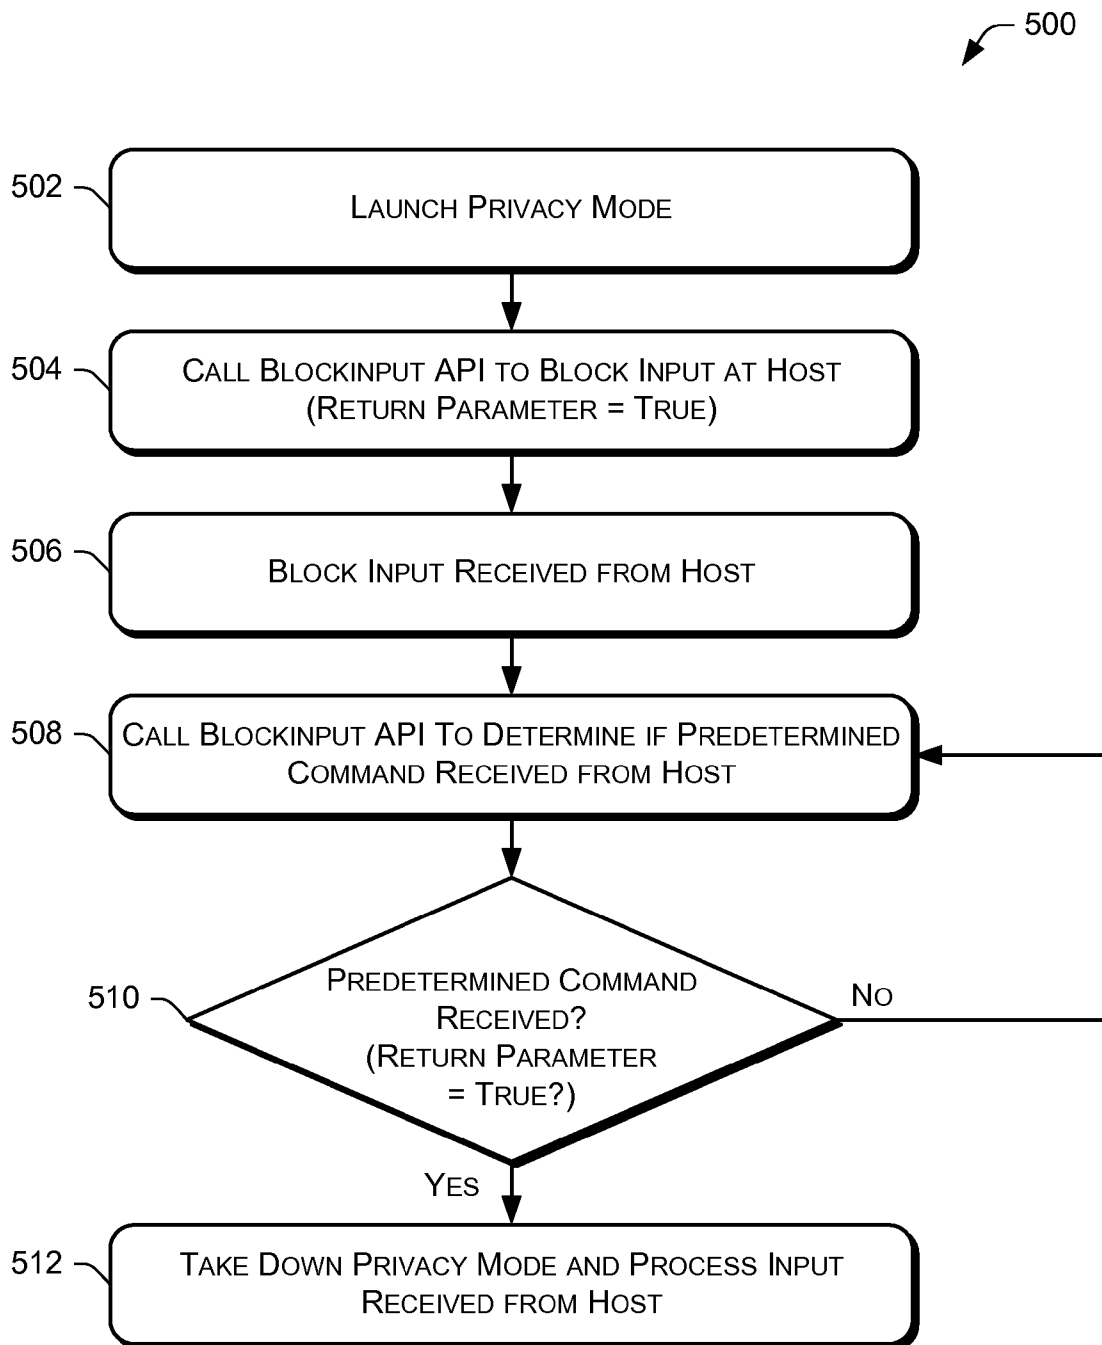 500
502
LAUNCH PRIVACY MODE
504
CALL BLOCKINPUT API TO BLOCK INPUT AT HOST
(RETURN PARAMETER = TRUE)
506
BLOCK INPUT RECEIVED FROM HOST
508
CALL BLOCKINPUT API TO DETERMINE IF PREDETERMINED
COMMAND RECEIVED FROM HOST
510
PREDETERMINED COMMAND
RECEIVED?
(RETURN PARAMETER
= TRUE?)
NO
YES
512
TAKE DOWN PRIVACY MODE AND PROCESS INPUT
RECEIVED FROM HOST